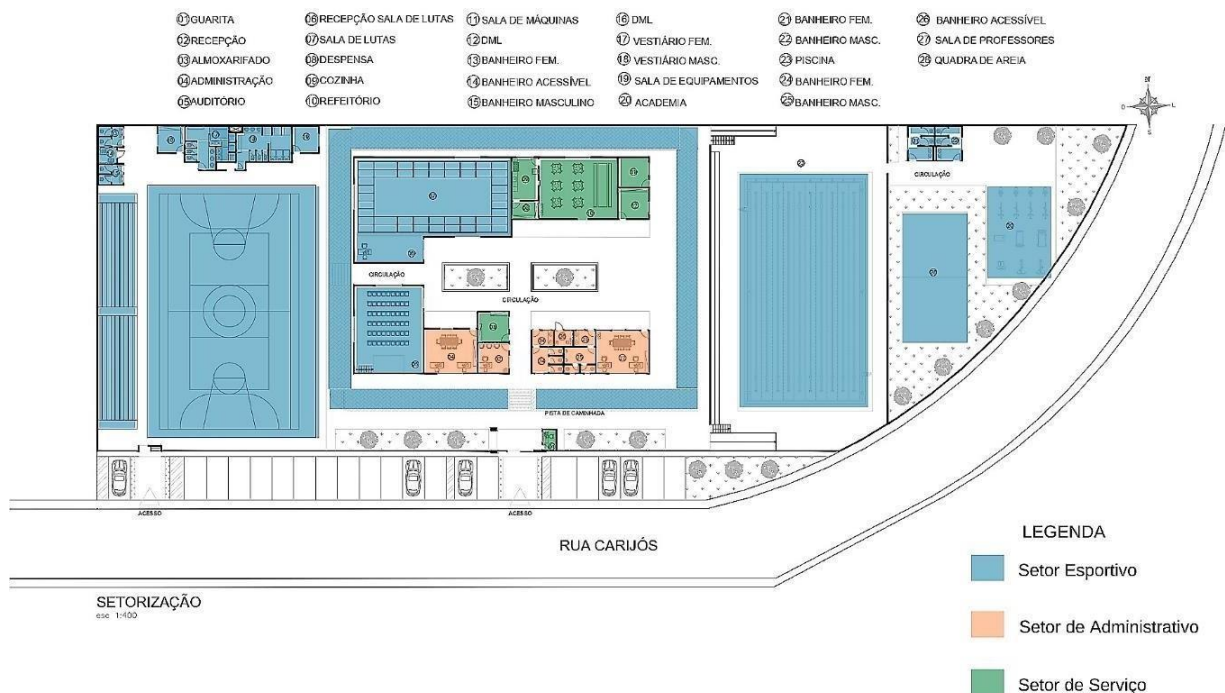 01 GUARITA
02 RECEPÇÃO
03 ALMOXARIFADO
04 ADMINISTRAÇÃO
05 AUDITÓRIO
06 RECEPÇÃO SALA DE LUTAS
07 SALA DE LUTAS
08 DESPENSA
09 COZINHA
10 REFEITÓRIO
11 SALA DE MÁQUINAS
12 DML
13 BANHEIRO FEM.
14 BANHEIRO ACESSÍVEL
15 BANHEIRO MASCULINO
16 DML
17 VESTIÁRIO FEM.
18 VESTIÁRIO MASC.
19 SALA DE EQUIPAMENTOS
20 ACADEMIA
21 BANHEIRO FEM.
22 BANHEIRO MASC.
23 PISCINA
24 BANHEIRO FEM.
25 BANHEIRO MASC.
26 BANHEIRO ACESSÍVEL
27 SALA DE PROFESSORES
28 QUADRA DE AREIA
CIRCULAÇÃO
CIRCULAÇÃO
CIRCULAÇÃO
PISTA DE CAMINHADA
ACESSO
ACESSO
RUA CARIJÓS
SETORIZAÇÃO
esc 1:400
LEGENDA
Setor Esportivo
Setor de Administrativo
Setor de Serviço